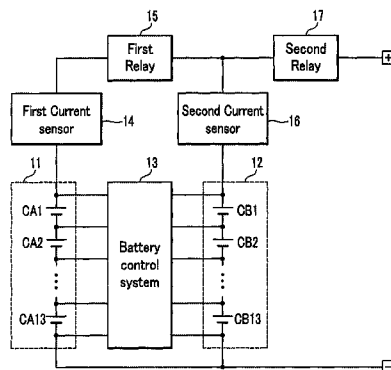 15
17
First
Relay
Second
Relay
+
First Current
sensor
14
Second Current
sensor
16
11
13
12
CA1
CB1
CA2
CB2
Battery
control
system
CA13
CB13
-